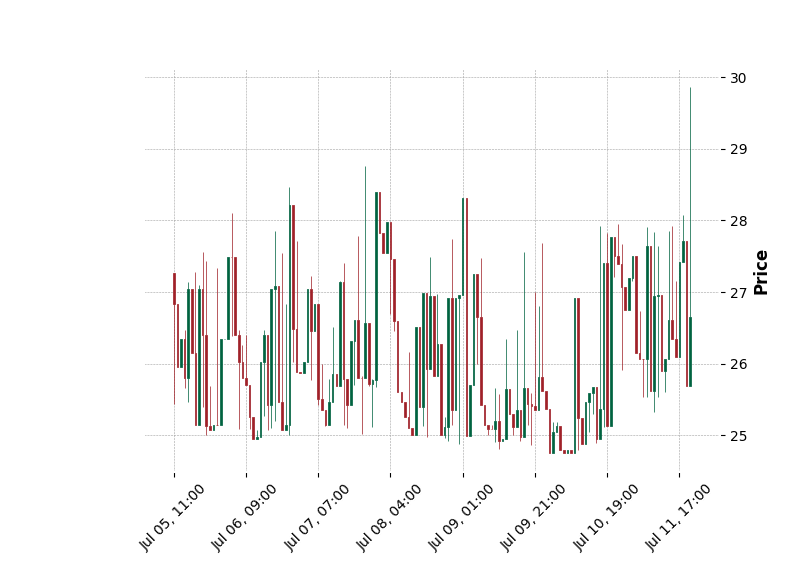 30
29
28
27
26
25
Price
Jul 05, 11:00
Jul 06, 09:00
Jul 07, 07:00
Jul 08, 04:00
Jul 09, 01:00
Jul 09, 21:00
Jul 10, 19:00
Jul 11, 17:00